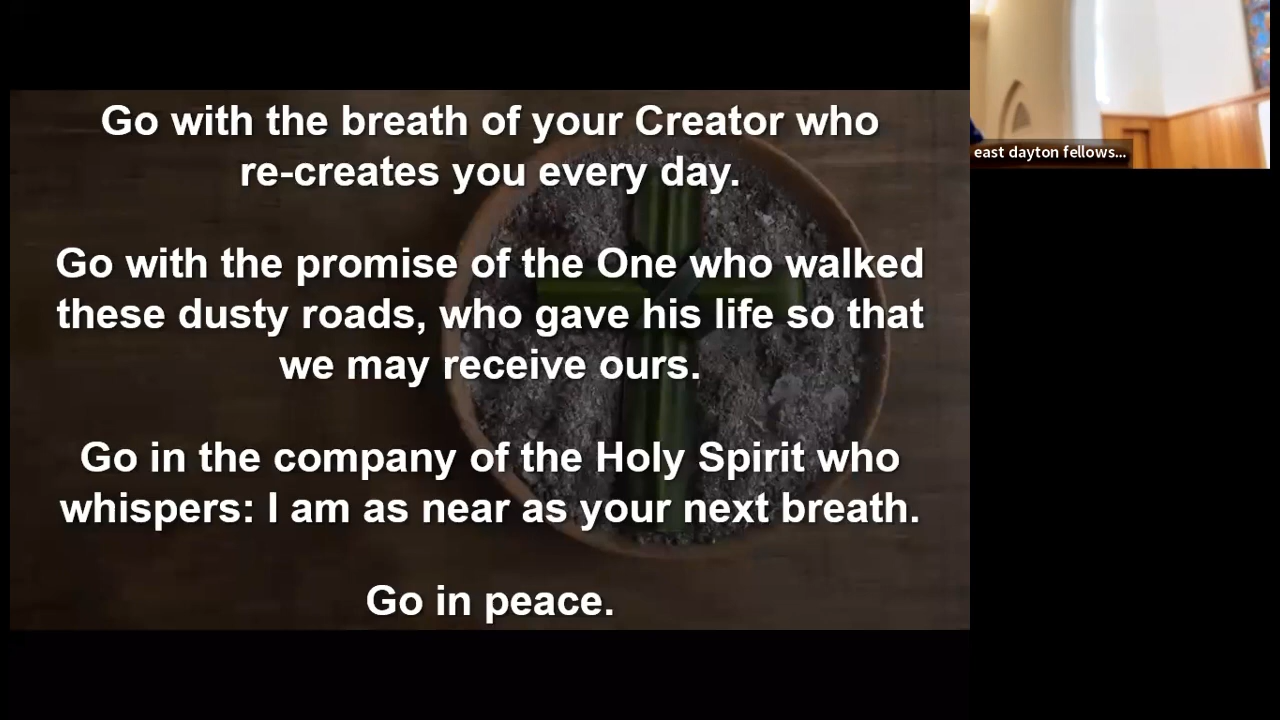 Go with the breath of your Creator who
re-creates you every day.
Go with the promise of the One who walked
these dusty roads, who gave his life so that
we may receive ours.
Go in the company of the Holy Spirit who
whispers: I am as near as your next breath.
Go in peace.
east dayton fellows...